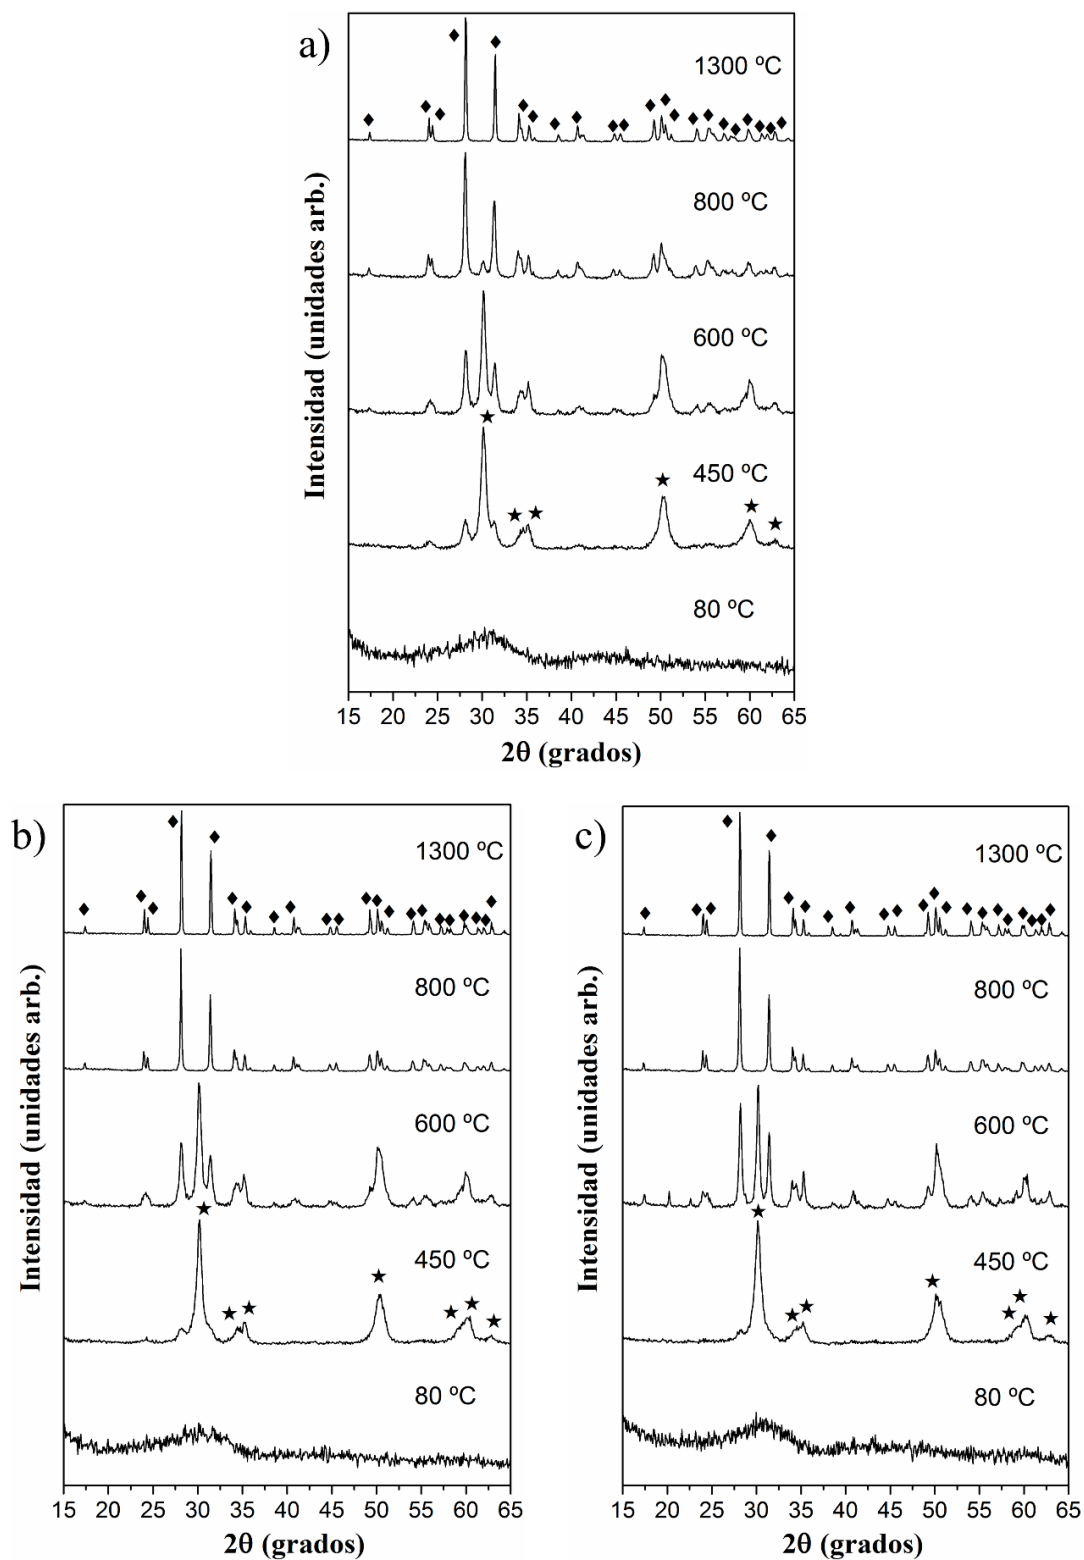 a)
1300 ºC
800 ºC
600 ºC
450 ºC
80 ºC
Intensidad (unidades arb.)
15 20 25 30 35 40 45 50 55 60 65
2θ (grados)
b)
1300 ºC
800 ºC
600 ºC
450 ºC
80 ºC
Intensidad (unidades arb.)
15 20 25 30 35 40 45 50 55 60 65
2θ (grados)
c)
1300 ºC
800 ºC
600 ºC
450 ºC
80 ºC
Intensidad (unidades arb.)
15 20 25 30 35 40 45 50 55 60 65
2θ (grados)